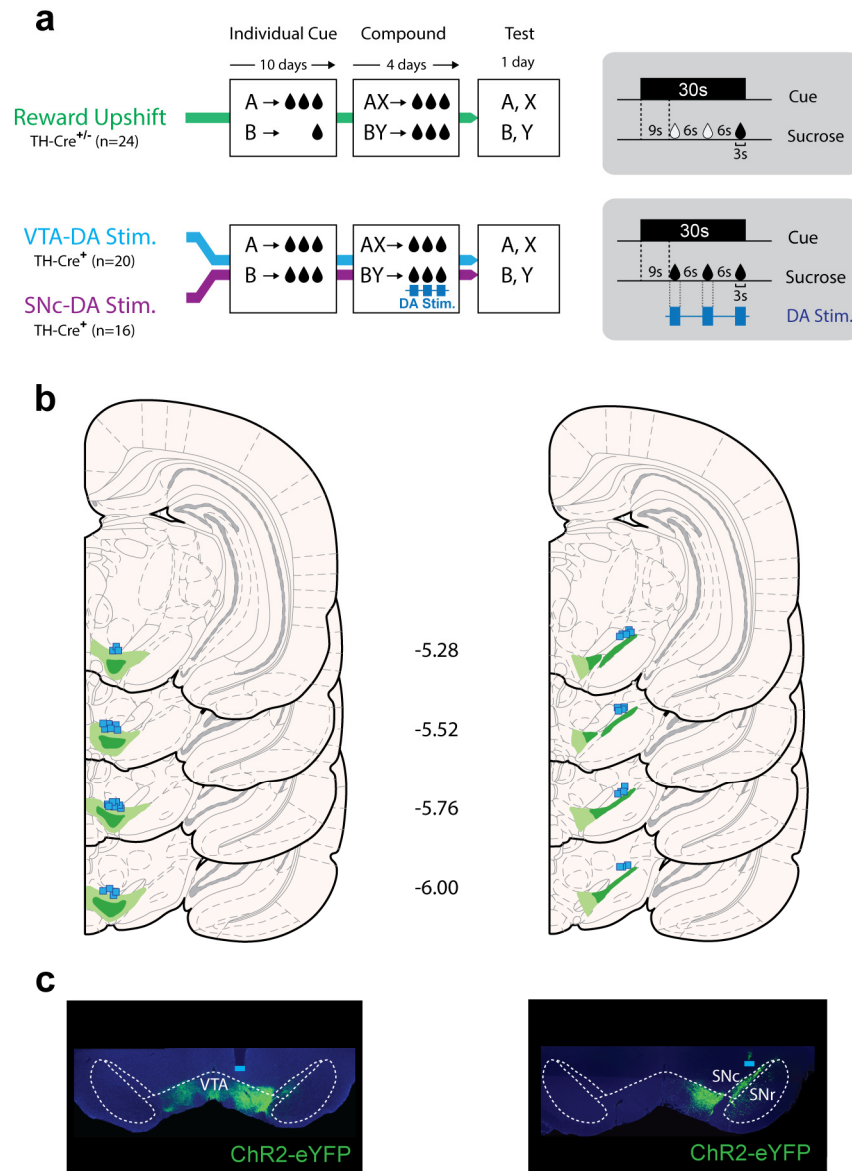 a
Individual Cue Compound Test
10 days 4 days 1 day
Reward Upshift
TH-Cre+/- (n=24)
A → AX → A, X
B → BY → B, Y
30s Cue
9s 6s 6s Sucrose
3s
VTA-DA Stim.
TH-Cre+ (n=20)
SNc-DA Stim.
TH-Cre+ (n=16)
A → AX → A, X
B → BY → B, Y
DA Stim.
30s Cue
9s 6s 6s Sucrose
3s
DA Stim.
b
-5.28
-5.52
-5.76
-6.00
c
VTA
ChR2-eYFP
SNc
SNr
ChR2-eYFP